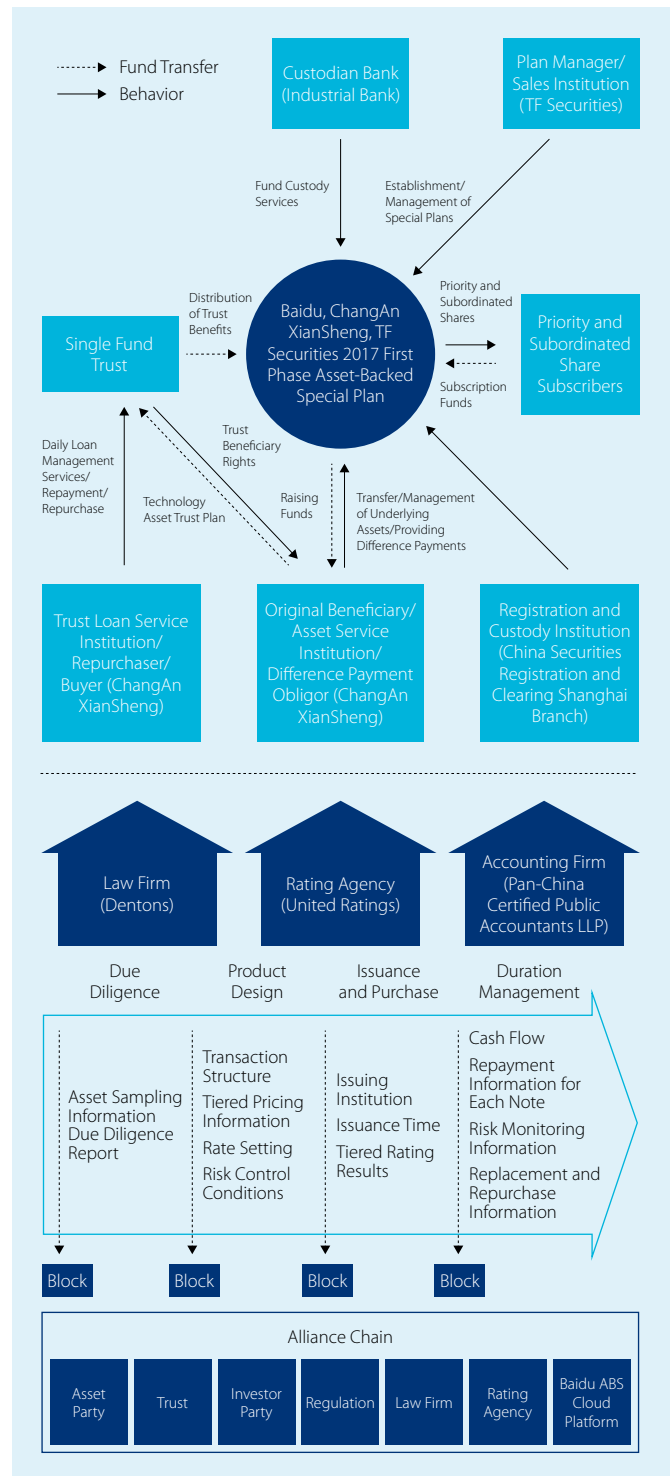 Fund Transfer
Behavior
Custodian Bank
(Industrial Bank)
Plan Manager/
Sales Institution
(TF Securities)
Fund Custody
Services
Establishment/
Management of
Special Plans
Distribution
of Trust
Benefits
Priority and
Subordinated
Shares
Single Fund
Trust
Baidu, ChangAn
XianSheng, TF
Securities 2017 First
Phase Asset-Backed
Special Plan
Priority and
Subordinated
Share
Subscribers
Subscription
Funds
Daily Loan
Management
Services/
Repayment/
Repurchase
Technology
Asset Trust Plan
Trust
Beneficiary
Rights
Raising
Funds
Transfer/Management
of Underlying
Assets/Providing
Difference Payments
Trust Loan Service
Institution/
Repurchaser/
Buyer (ChangAn
XianSheng)
Original Beneficiary/
Asset Service
Institution/
Difference Payment
Obligor (ChangAn
XianSheng)
Registration and
Custody Institution
(China Securities
Registration and
Clearing Shanghai
Branch)
Law Firm
(Dentons)
Rating Agency
(United Ratings)
Accounting Firm
(Pan-China
Certified Public
Accountants LLP)
Due
Diligence
Product
Design
Issuance
and Purchase
Duration
Management
Asset Sampling
Information
Due Diligence
Report
Transaction
Structure
Tiered Pricing
Information
Rate Setting
Risk Control
Conditions
Issuing
Institution
Issuance Time
Tiered Rating
Results
Cash Flow
Repayment
Information for
Each Note
Risk Monitoring
Information
Replacement and
Repurchase
Information
Block
Block
Block
Block
Alliance Chain
Asset
Party
Trust
Investor
Party
Regulation
Law Firm
Rating
Agency
Baidu ABS
Cloud
Platform